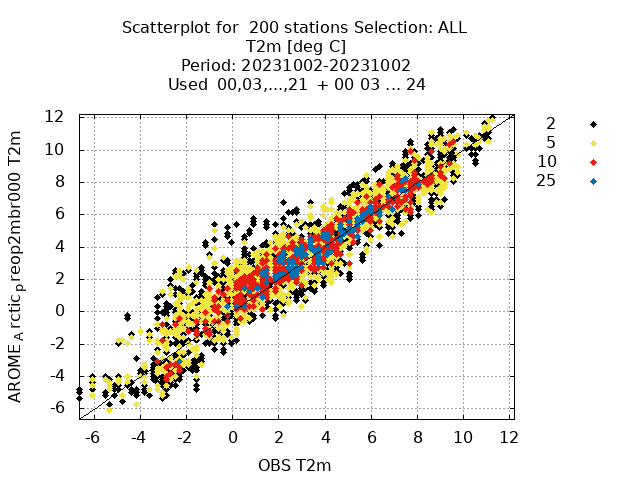 Scatterplot for  200 stations Selection: ALL
T2m [deg C]
Period: 20231002-20231002
Used  00,03,...,21  + 00 03 ... 24
AROME_Arctic_preop2mbr000 T2m
12
10
8
6
4
2
0
-2
-4
-6
-6 -4 -2 0 2 4 6 8 10 12
OBS T2m
2
5
10
25